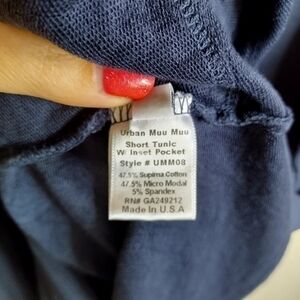 Urban Muu Muu
Short Tunic
W/ Inset Pocket
Style # UMM08
47.5% Supima Cotton
47.5% Micro Modal
5% Spandex
RN# GA249212
Made in U.S.A